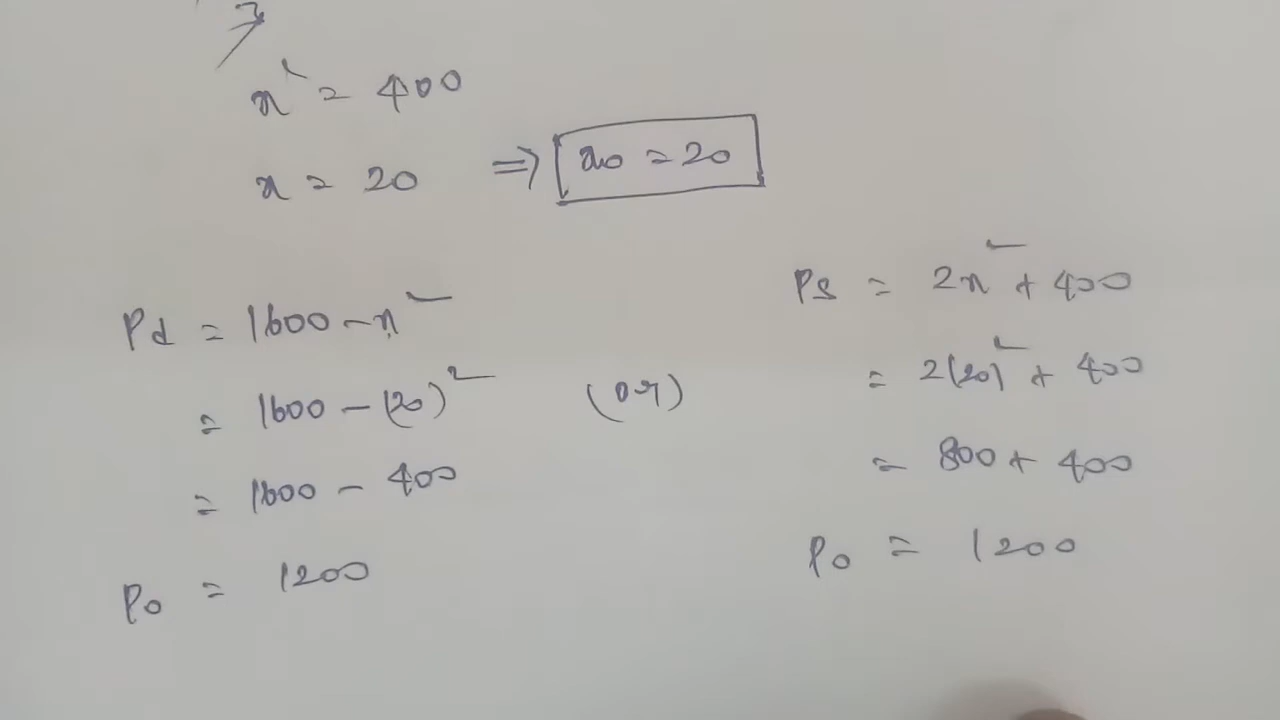 3
x² = 400
x = 20 ⇒ x₀ = 20
Pd = 1600 - x²
= 1600 - (20)²
= 1600 - 400
P₀ = 1200
(or)
Ps = 2x² + 400
= 2(20)² + 400
= 800 + 400
P₀ = 1200